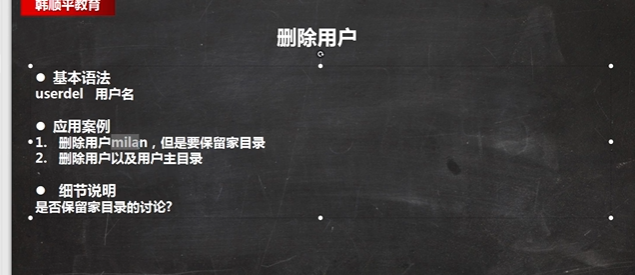 韩顺平教育
删除用户
● 基本语法
userdel 用户名
● 应用案例
1. 删除用户milan，但是要保留家目录
2. 删除用户以及用户主目录
● 细节说明
是否保留家目录的讨论?